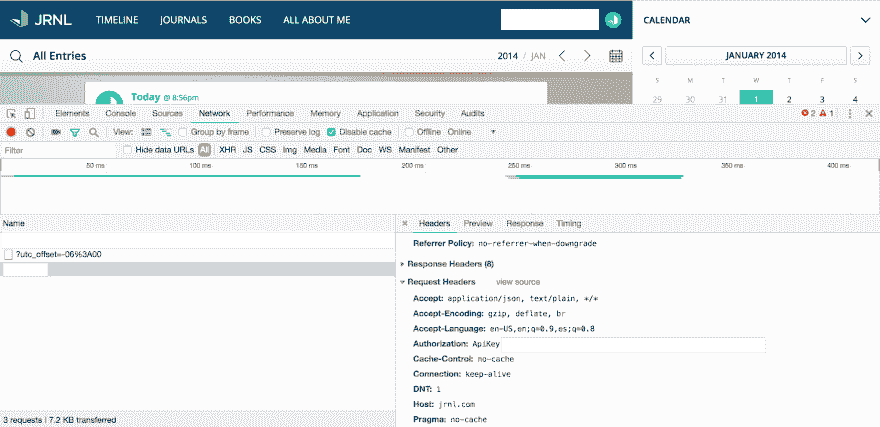 JRNL TIMELINE JOURNALS BOOKS ALL ABOUT ME CALENDAR
All Entries 2014 / JAN JANUARY 2014
S M T W T F S
Today @ 8:56pm 29 30 31 1 2 3 4
Elements Console Sources Network Performance Memory Application Security Audits 2 1
View: Group by frame Preserve log Disable cache Offline Online
Filter Hide data URLs All XHR JS CSS Img Media Font Doc WS Manifest Other
50 ms 100 ms 150 ms 200 ms 250 ms 300 ms 350 ms 400 ms
Name × Headers Preview Response Timing
Referrer Policy: no-referrer-when-downgrade
?utc_offset=-06%3A00
Response Headers (8)
Request Headers view source
Accept: application/json, text/plain, */*
Accept-Encoding: gzip, deflate, br
Accept-Language: en-US,en;q=0.9,es;q=0.8
Authorization: ApiKey
Cache-Control: no-cache
Connection: keep-alive
DNT: 1
Host: jrnl.com
3 requests | 7.2 KB transferred Pragma: no-cache